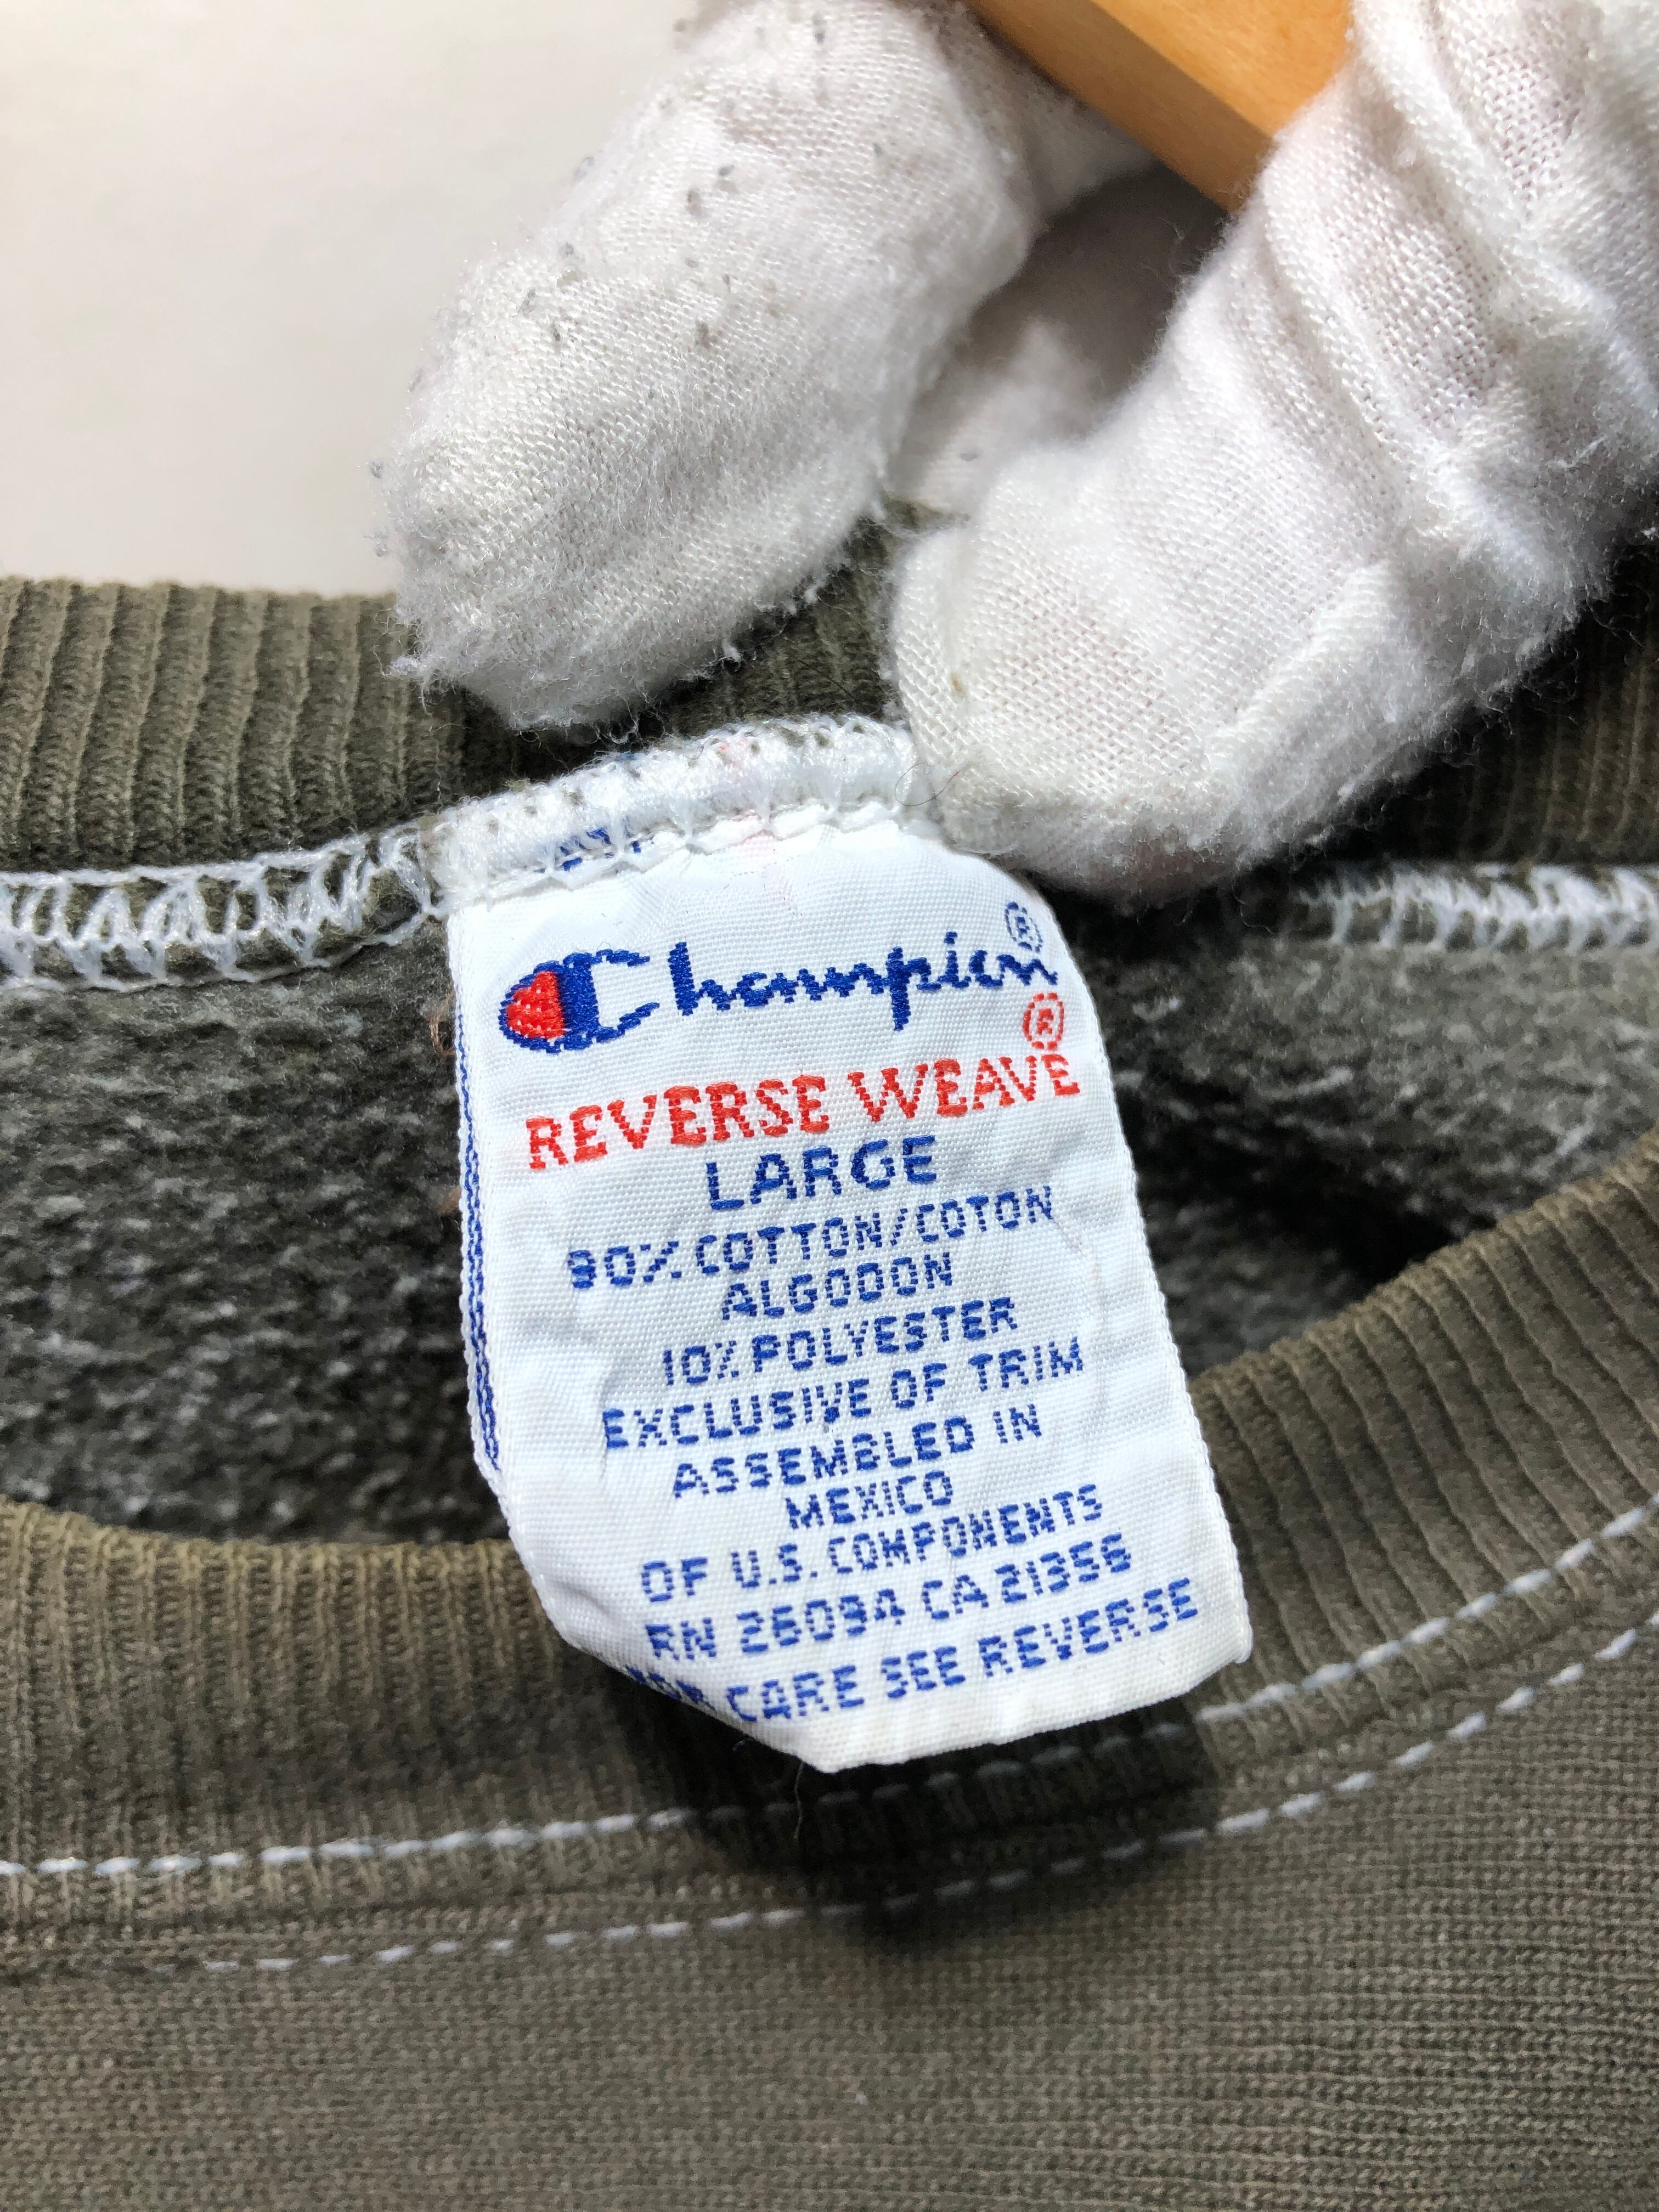 Champion®
REVERSE WEAVE®
LARGE
90% COTTON/COTON
ALGODON
10% POLYESTER
EXCLUSIVE OF TRIM
ASSEMBLED IN
MEXICO
OF U.S. COMPONENTS
RN 26094 CA 21356
FOR CARE SEE REVERSE